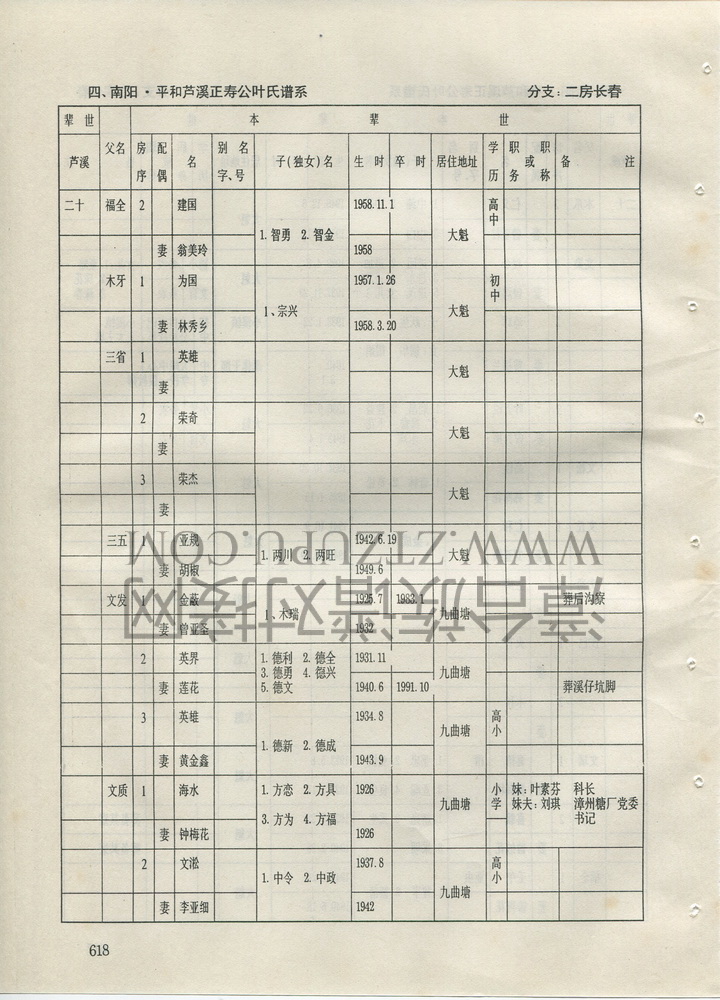 四、南阳·平和芦溪正寿公叶氏谱系 分支：二房长春
辈世 本 辈 世
芦溪 父名 房序 配偶 名 别名字、号 子(独女)名 生时 卒时 居住地址 学历 职或职务称 备注
二十 福全 2 建国 1.智勇 2.智金 1958.11.1 大魁 高中
妻 翁美玲 1958
木牙 1 为国 1、宗兴 1957.1.26 大魁 初中
妻 林秀乡 1958.3.20
三省 1 英雄 大魁
妻
2 荣奇 大魁
妻
3 荣杰 大魁
妻
三五 1 亚规 1.两川 2.两旺 1942.6.19 大魁
妻 胡椒 1949.6
文发 1 金蔽 1、木瑞 1925.7 1983.1 九曲塘 葬后沟寮
妻 曾亚荃 1932
2 英界 1.德利 2.德全 1931.11 九曲塘
3.德勇 4.德兴
妻 莲花 5.德文 1940.6 1991.10 葬溪仔坑脚
3 英雄 1.德新 2.德成 1934.8 九曲塘 高小
妻 黄金鑫 1943.9
文质 1 海水 1.方恋 2.方具 1926 九曲塘 小学 妹：叶素芬 科长
妹夫：刘琪 漳州糖厂党委书记
3.方为 4.方福
妻 钟梅花 1926
2 文淞 1.中令 2.中政 1937.8 九曲塘 高小
妻 李亚细 1942
618
WWW.ZTZUPU.COM
漳台族谱对接网